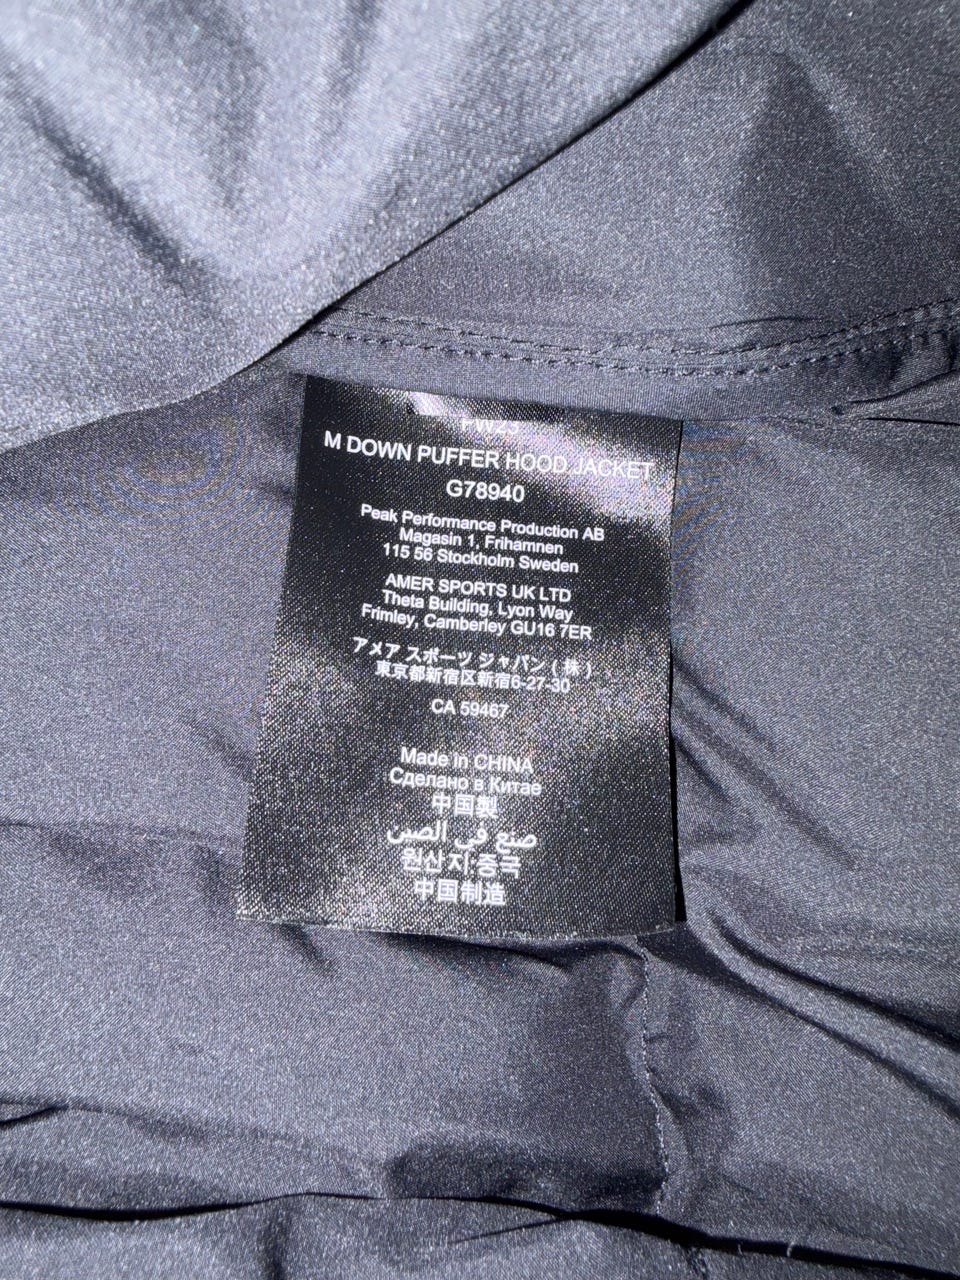 FW23
M DOWN PUFFER HOOD JACKET
G78940
Peak Performance Production AB
Magasin 1, Frihamnen
115 56 Stockholm Sweden
AMER SPORTS UK LTD
Theta Building, Lyon Way
Frimley, Camberley GU16 7ER
アメア スポーツ ジャパン (株)
東京都新宿区新宿6-27-30
CA 59467
Made in CHINA
Сделано в Китае
中国製
صنع في الصين
원산지:중국
中国制造